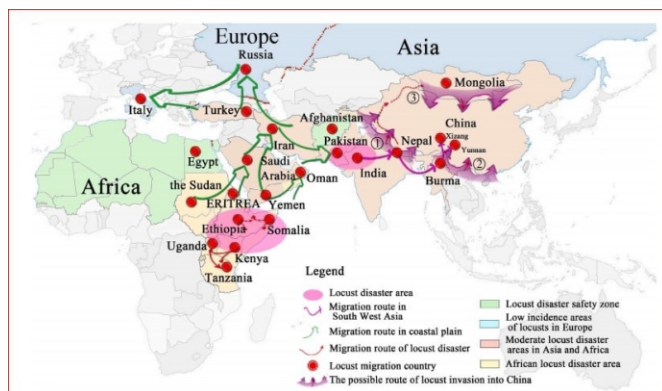 Europe
Asia
Russia
③
Mongolia
Italy
Turkey
Afghanistan
China
Xizang
Iran
Pakistan
①
Nepal
Yunnan
Egypt
Saudi
Arabia
Oman
India
②
Africa
the Sudan
Burma
ERITREA
Yemen
Ethiopia
Somalia
Uganda
Kenya
Tanzania
Legend
Locust disaster area
Migration route in
South West Asia
Migration route in coastal plain
Migration route of locust disaster
Locust migration country
The possible route of locust invasion into China
Locust disaster safety zone
Low incidence areas
of locusts in Europe
Moderate locust disaster
areas in Asia and Africa
African locust disaster area